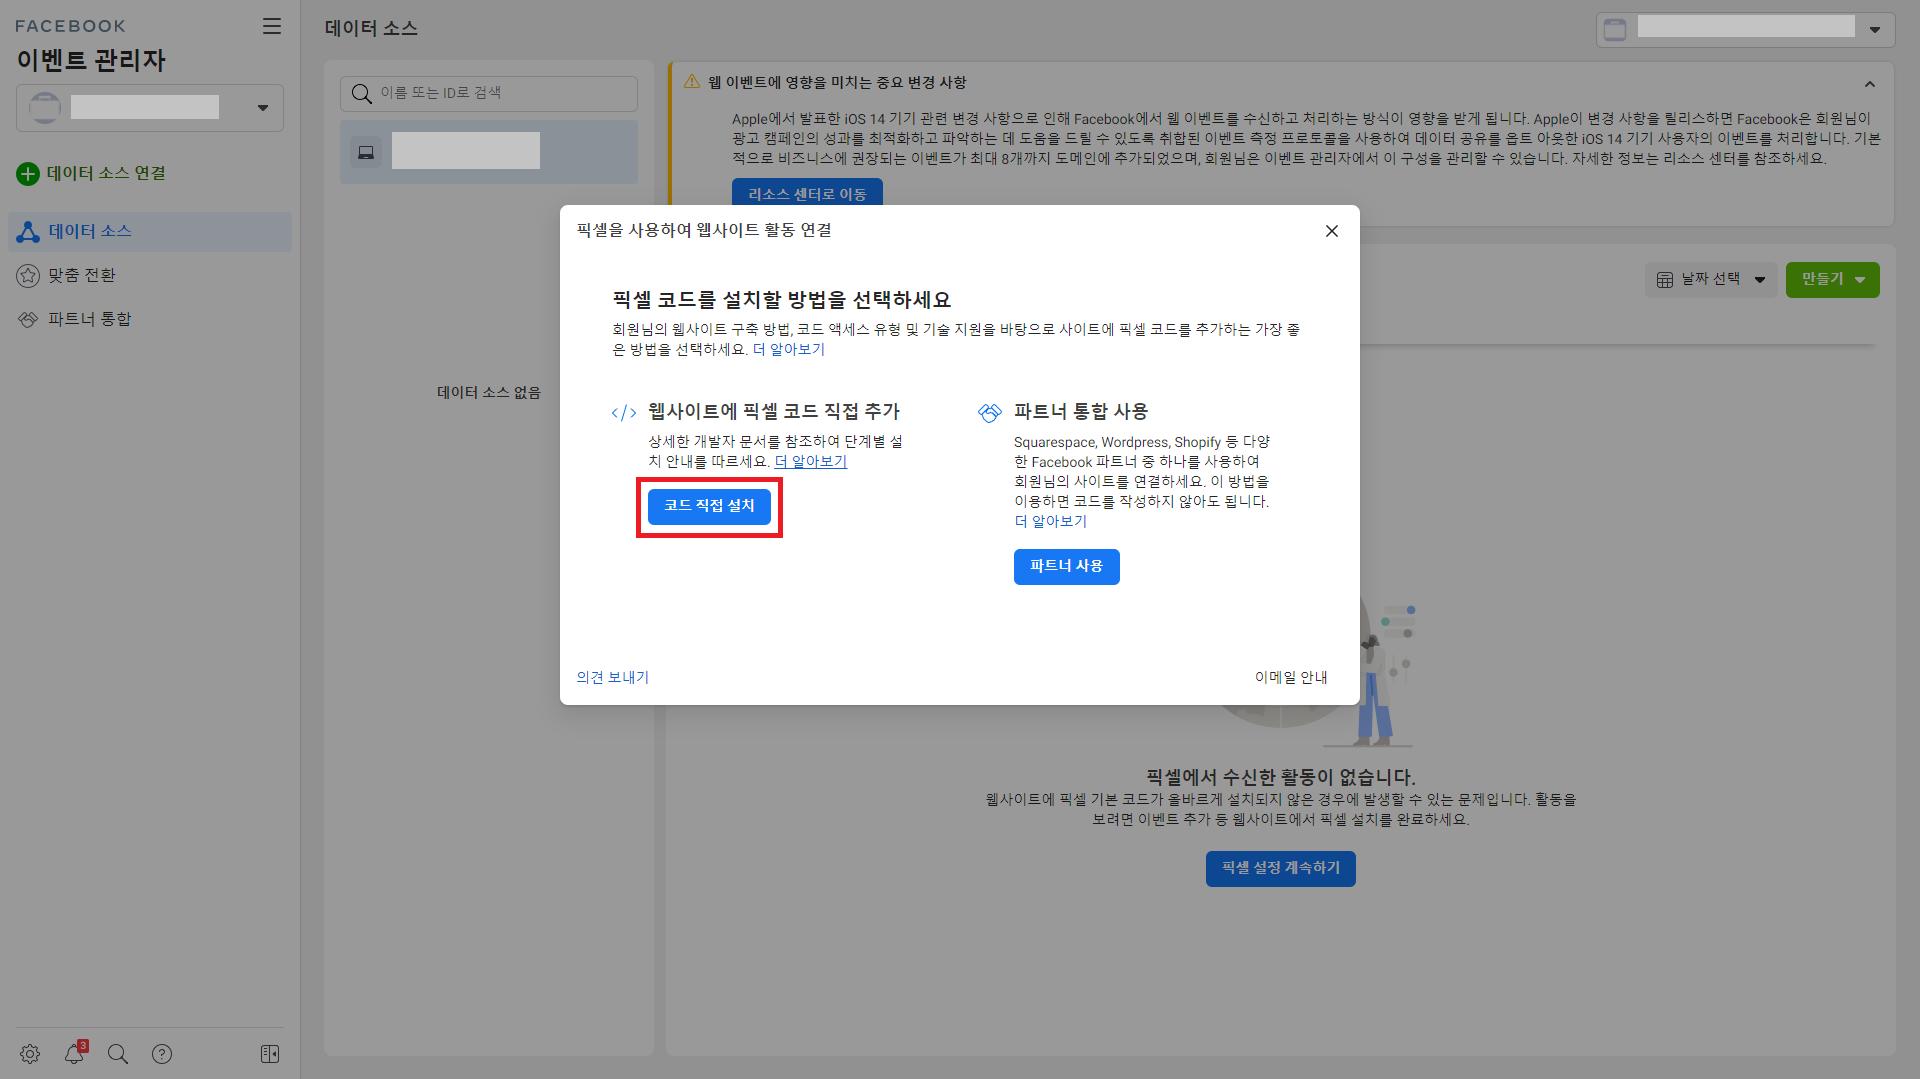 FACEBOOK
이벤트 관리자
데이터 소스 연결
데이터 소스
맞춤 전환
파트너 통합
3
데이터 소스
이름 또는 ID로 검색
데이터 소스 없음
웹 이벤트에 영향을 미치는 중요 변경 사항
Apple에서 발표한 iOS 14 기기 관련 변경 사항으로 인해 Facebook에서 웹 이벤트를 수신하고 처리하는 방식이 영향을 받게 됩니다. Apple이 변경 사항을 릴리스하면 Facebook은 회원님이
광고 캠페인의 성과를 최적화하고 파악하는 데 도움을 드릴 수 있도록 취합된 이벤트 측정 프로토콜을 사용하여 데이터 공유를 옵트 아웃한 iOS 14 기기 사용자의 이벤트를 처리합니다. 기본
적으로 비즈니스에 권장되는 이벤트가 최대 8개까지 도메인에 추가되었으며, 회원님은 이벤트 관리자에서 이 구성을 관리할 수 있습니다. 자세한 정보는 리소스 센터를 참조하세요.
리소스 센터로 이동
날짜 선택
만들기
픽셀을 사용하여 웹사이트 활동 연결
픽셀 코드를 설치할 방법을 선택하세요
회원님의 웹사이트 구축 방법, 코드 액세스 유형 및 기술 지원을 바탕으로 사이트에 픽셀 코드를 추가하는 가장 좋
은 방법을 선택하세요. 더 알아보기
웹사이트에 픽셀 코드 직접 추가
상세한 개발자 문서를 참조하여 단계별 설
치 안내를 따르세요. 더 알아보기
코드 직접 설치
파트너 통합 사용
Squarespace, Wordpress, Shopify 등 다양
한 Facebook 파트너 중 하나를 사용하여
회원님의 사이트를 연결하세요. 이 방법을
이용하면 코드를 작성하지 않아도 됩니다.
더 알아보기
파트너 사용
의견 보내기
이메일 안내
픽셀에서 수신한 활동이 없습니다.
웹사이트에 픽셀 기본 코드가 올바르게 설치되지 않은 경우에 발생할 수 있는 문제입니다. 활동을
보려면 이벤트 추가 등 웹사이트에서 픽셀 설치를 완료하세요.
픽셀 설정 계속하기